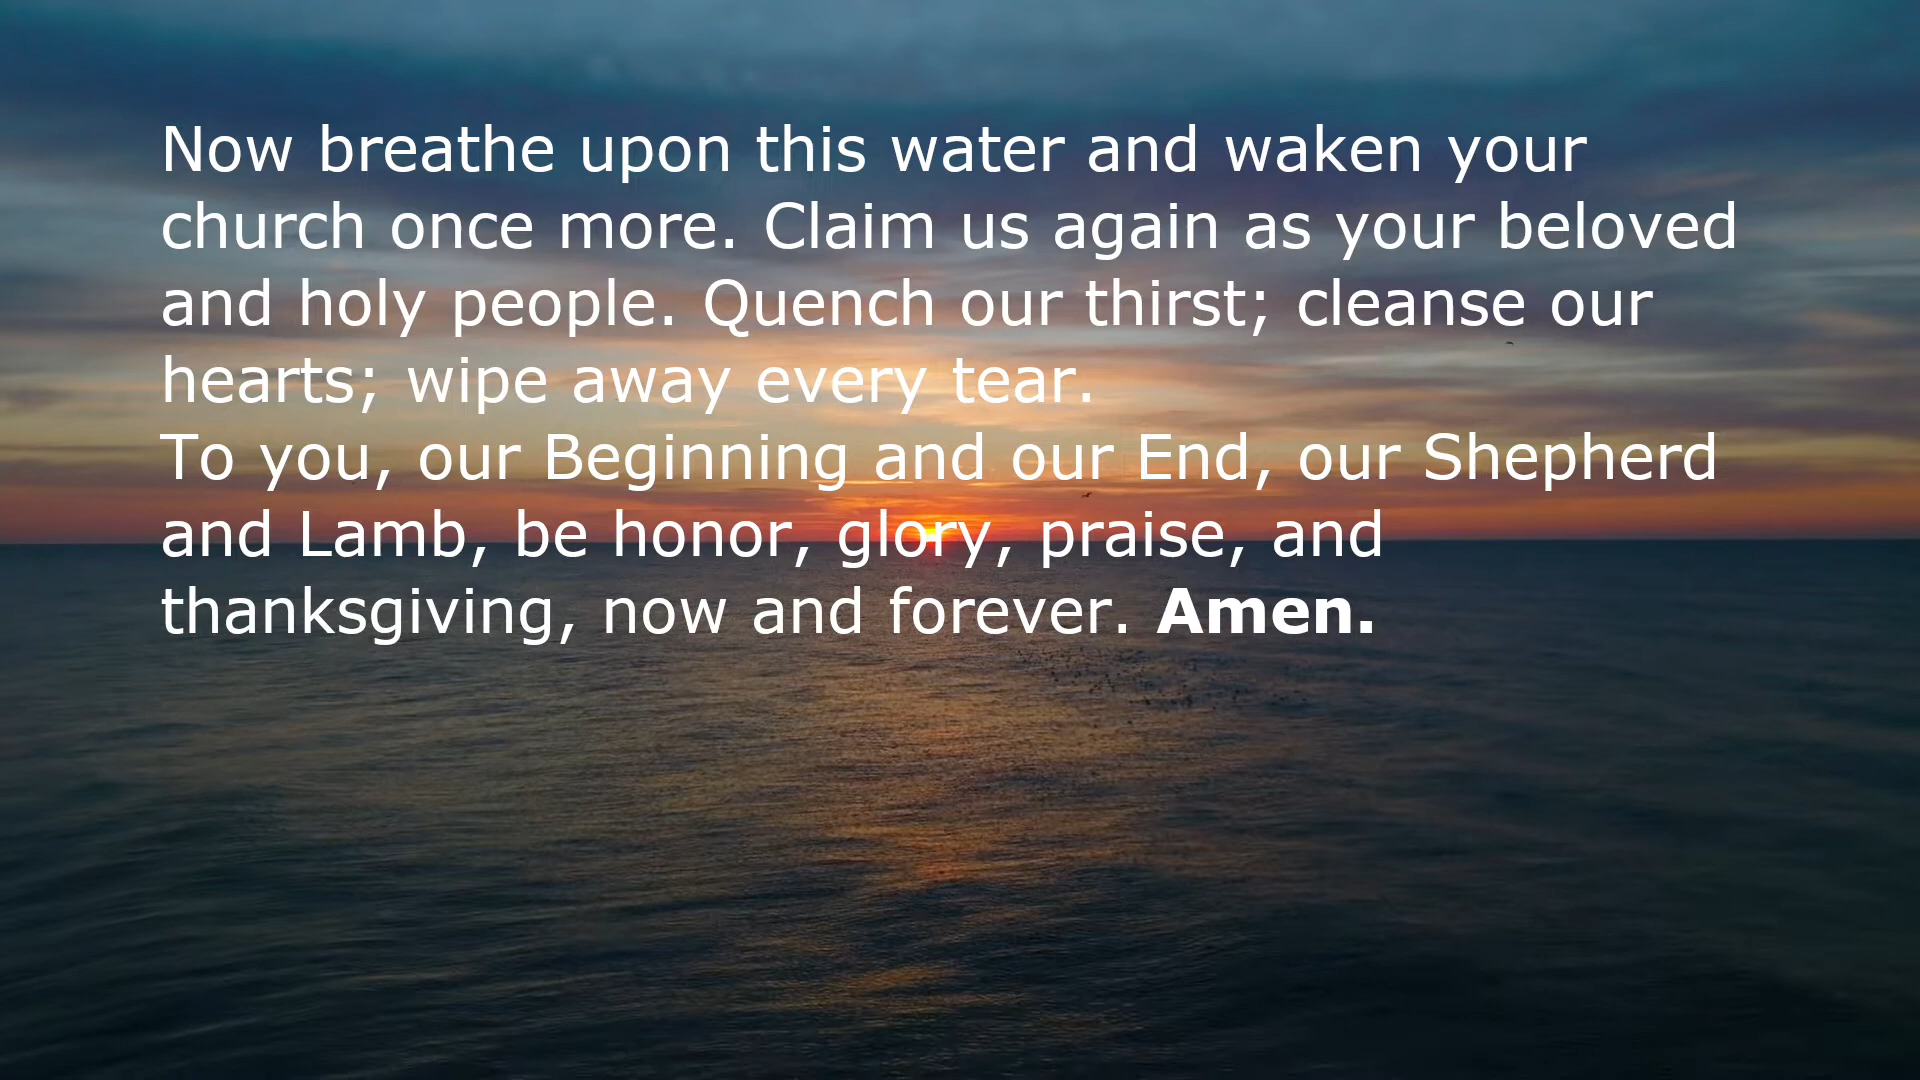 Now breathe upon this water and waken your
church once more. Claim us again as your beloved
and holy people. Quench our thirst; cleanse our
hearts; wipe away every tear.
To you, our Beginning and our End, our Shepherd
and Lamb, be honor, glory, praise, and
thanksgiving, now and forever. Amen.